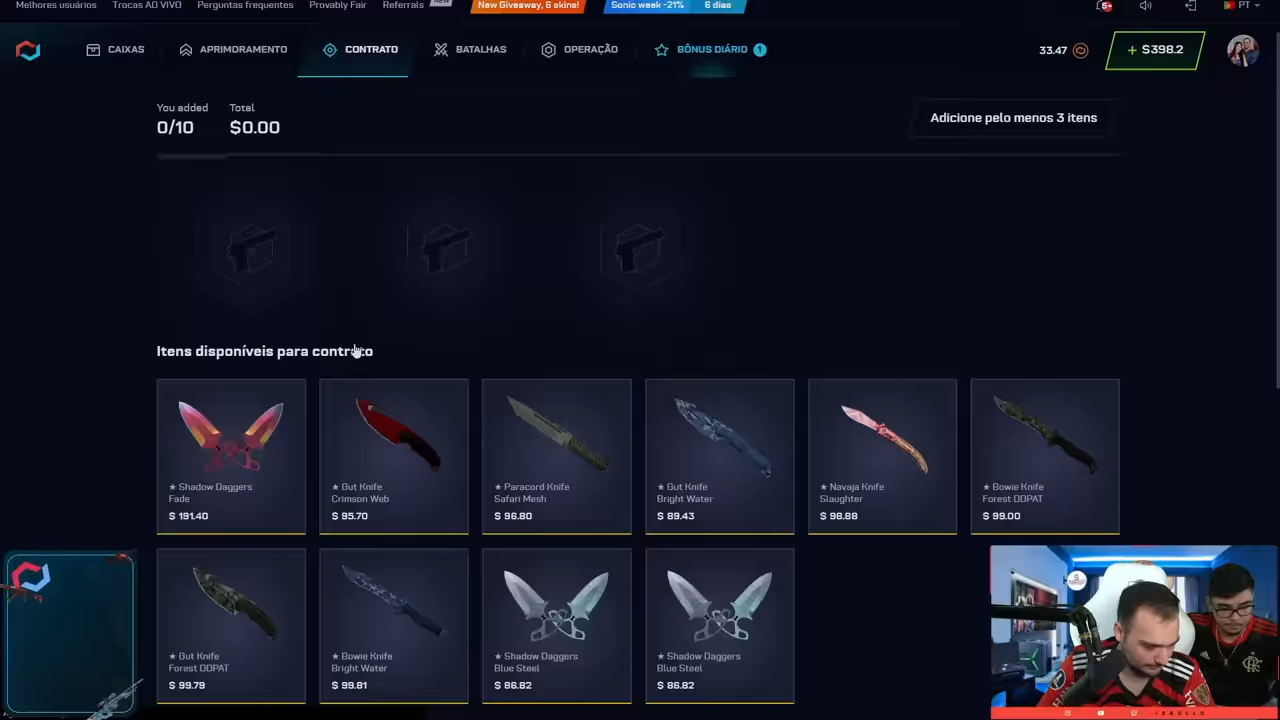 Melhores usuários Trocas AO VIVO Perguntas frequentes Provably Fair Referrals NEW New Giveaway, 6 skins! Sonic week -21% 6 dias 5+ PT
CAIXAS APRIMORAMENTO CONTRATO BATALHAS OPERAÇÃO BÔNUS DIÁRIO 1 33.47 + $398.2
You added Total
0/10 $0.00
Adicione pelo menos 3 itens
Itens disponíveis para contrato
★ Shadow Daggers
Fade
$ 191.40
★ Gut Knife
Crimson Web
$ 95.70
★ Paracord Knife
Safari Mesh
$ 96.80
★ Gut Knife
Bright Water
$ 89.43
★ Navaja Knife
Slaughter
$ 98.88
★ Bowie Knife
Forest DDPAT
$ 99.00
★ Gut Knife
Forest DDPAT
$ 99.79
★ Bowie Knife
Bright Water
$ 99.81
★ Shadow Daggers
Blue Steel
$ 86.82
★ Shadow Daggers
Blue Steel
$ 86.82